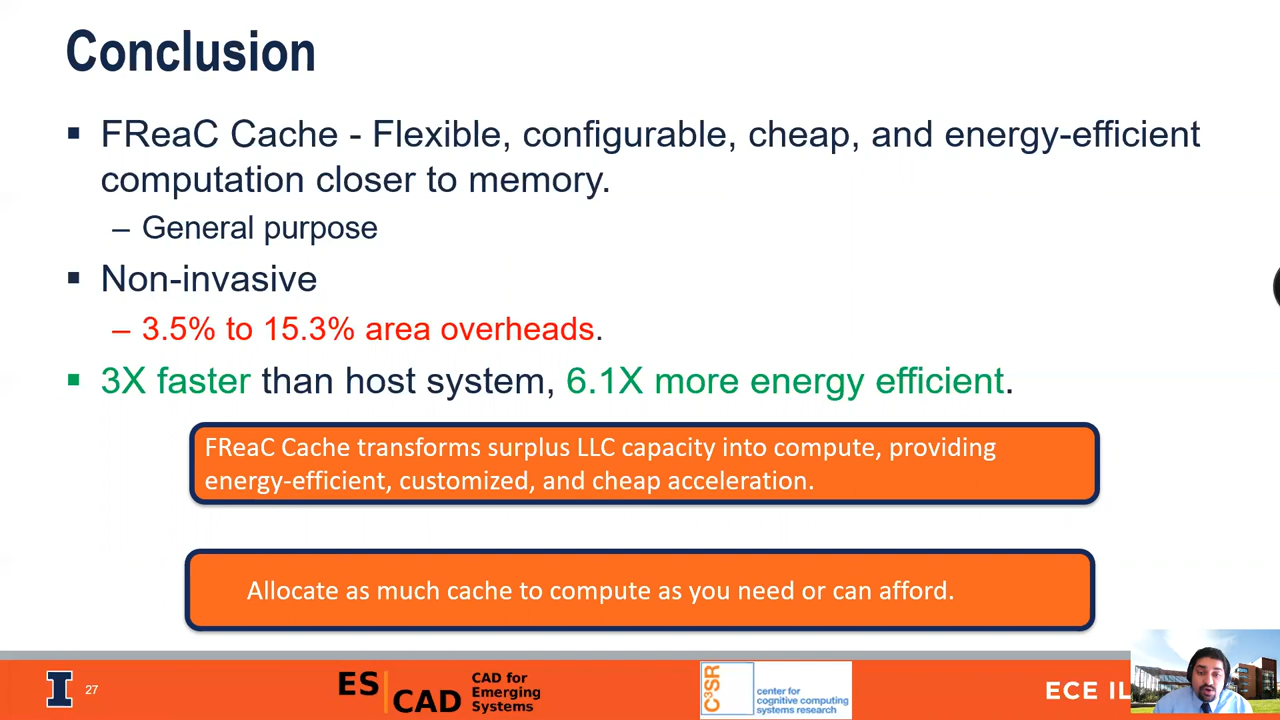 Conclusion
▪ FReaC Cache - Flexible, configurable, cheap, and energy-efficient
computation closer to memory.
– General purpose
▪ Non-invasive
– 3.5% to 15.3% area overheads.
▪ 3X faster than host system, 6.1X more energy efficient.
FReaC Cache transforms surplus LLC capacity into compute, providing
energy-efficient, customized, and cheap acceleration.
Allocate as much cache to compute as you need or can afford.
I
27
ES
CAD
CAD for
Emerging
Systems
C³SR
center for
cognitive computing
systems research
ECE IL